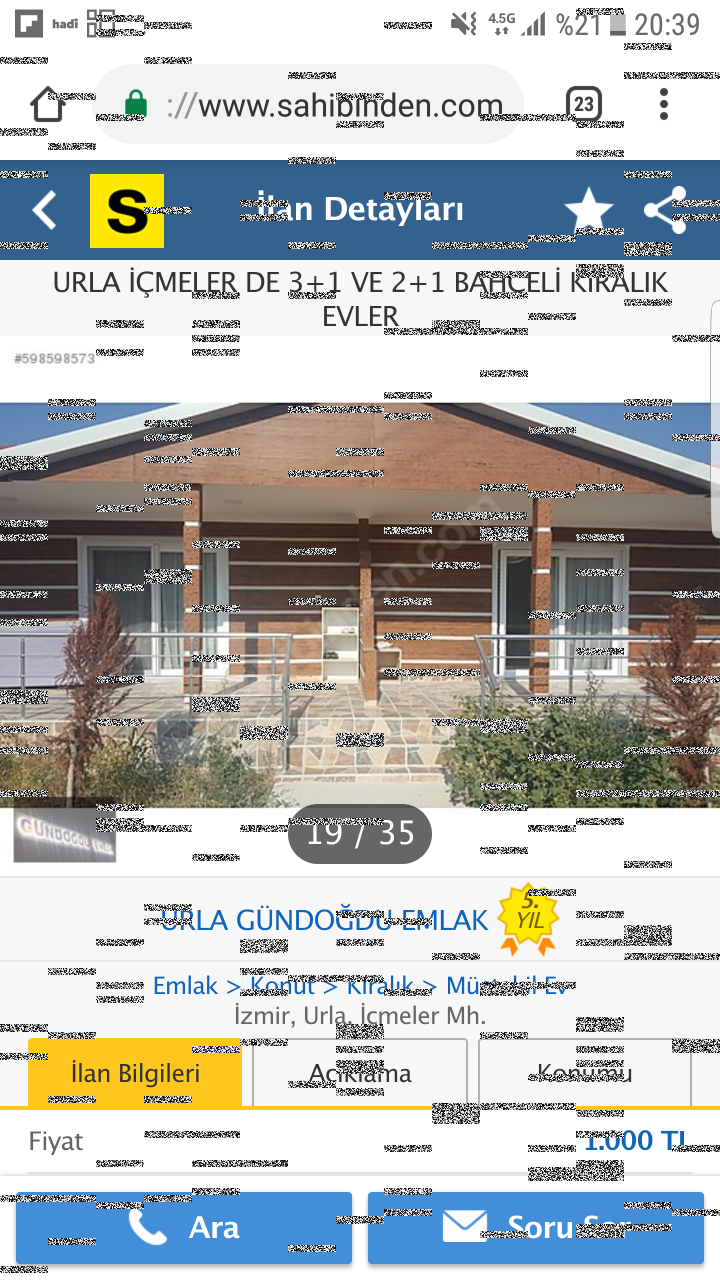 hadi
4.5G
%21
20:39
://www.sahibinden.com
23
S
İlan Detayları
URLA İÇMELER DE 3+1 VE 2+1 BAHÇELİ KİRALIK
EVLER
#598598573
GÜNDOĞDU
19 / 35
URLA GÜNDOĞDU EMLAK
5.
YIL
Emlak > Konut > Kiralık > Müstakil Ev
İzmir, Urla, İçmeler Mh.
İlan Bilgileri
Açıklama
Konumu
Fiyat
1.000 TL
Ara
Soru